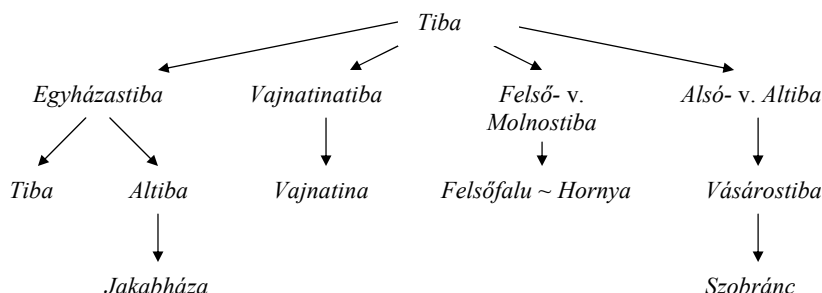 Tiba
Egyházastiba Vajnatinatiba Felső- v. Alsó- v. Altiba
Molnostiba
Tiba Altiba Vajnatina Felsőfalu ~ Hornya Vásárostiba
Jakabháza Szobránc